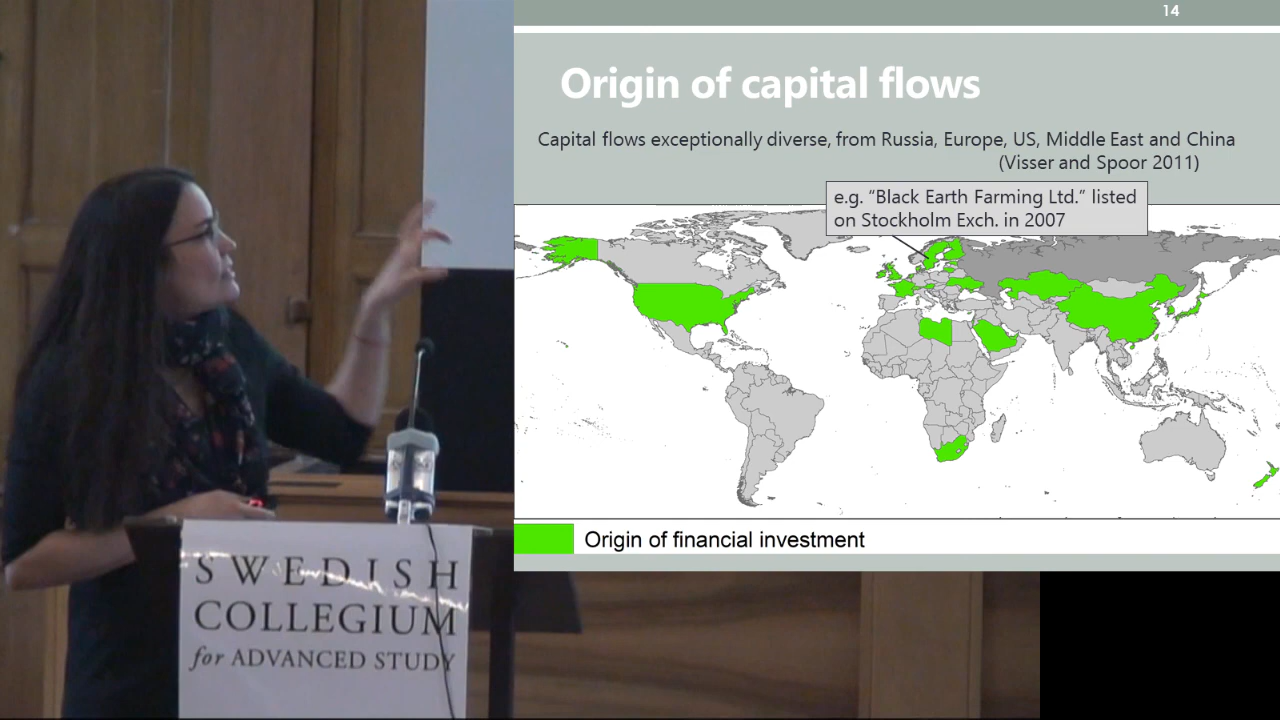 14
Origin of capital flows
Capital flows exceptionally diverse, from Russia, Europe, US, Middle East and China
(Visser and Spoor 2011)
e.g. “Black Earth Farming Ltd.” listed
on Stockholm Exch. in 2007
Origin of financial investment
SWEDISH
COLLEGIUM
for ADVANCED STUDY